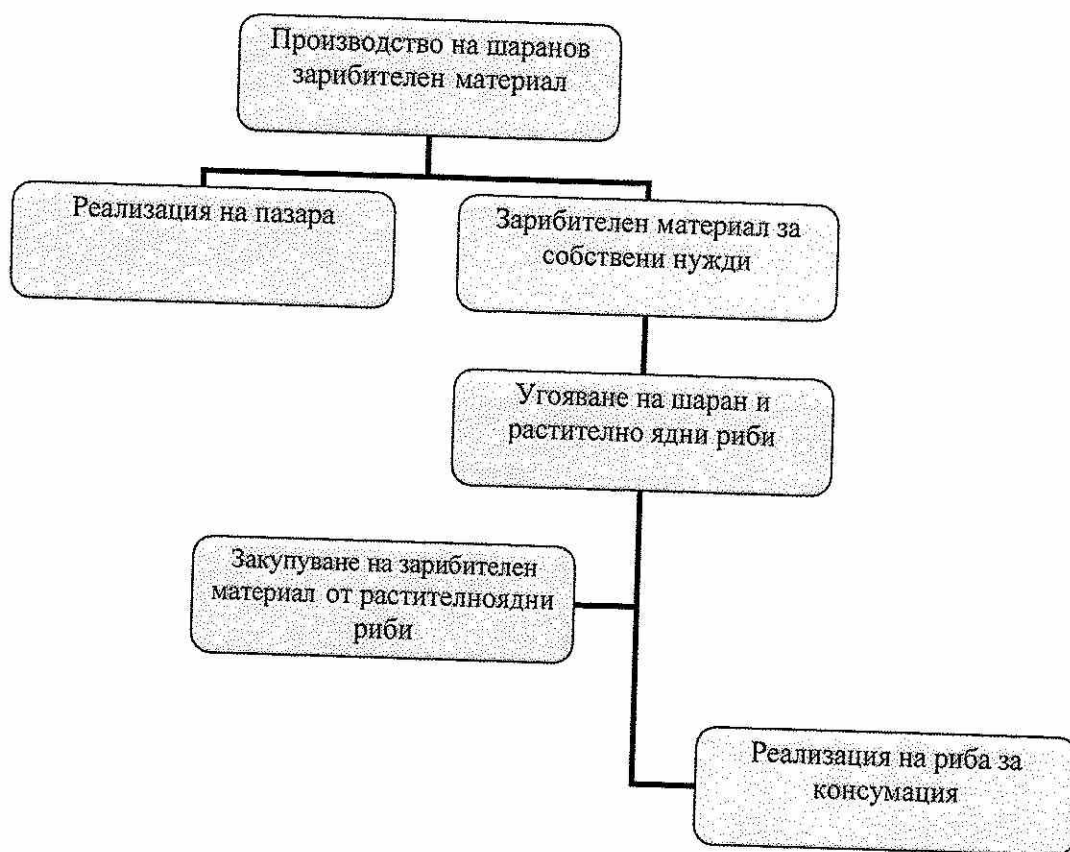 Производство на шаранов
зарибителен материал
Реализация на пазара
Зарибителен материал за
собствени нужди
Угояване на шаран и
растително ядни риби
Закупуване на зарибителен
материал от растителноядни
риби
Реализация на риба за
консумация